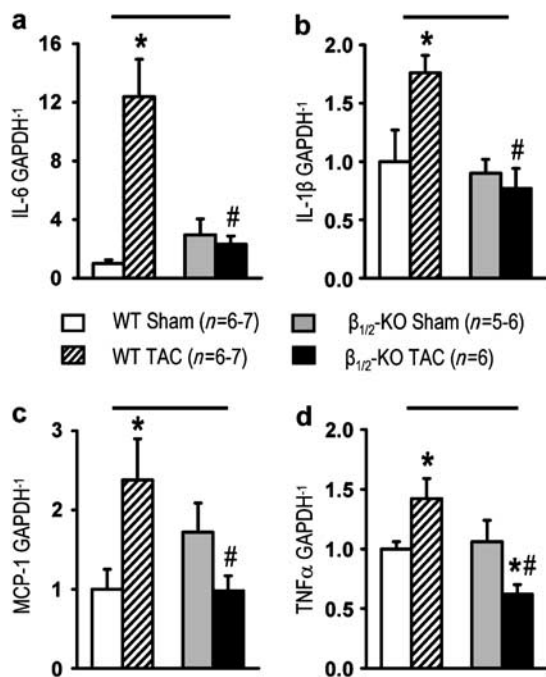 a
b
*
*
#
#
IL-6 GAPDH⁻¹
16
12
8
4
0
IL-1β GAPDH⁻¹
2.0
1.5
1.0
0.5
0.0
WT Sham (n=6-7)
β1/2-KO Sham (n=5-6)
WT TAC (n=6-7)
β1/2-KO TAC (n=6)
c
d
*
*
#
*#
MCP-1 GAPDH⁻¹
3
2
1
0
TNFα GAPDH⁻¹
2.0
1.5
1.0
0.5
0.0